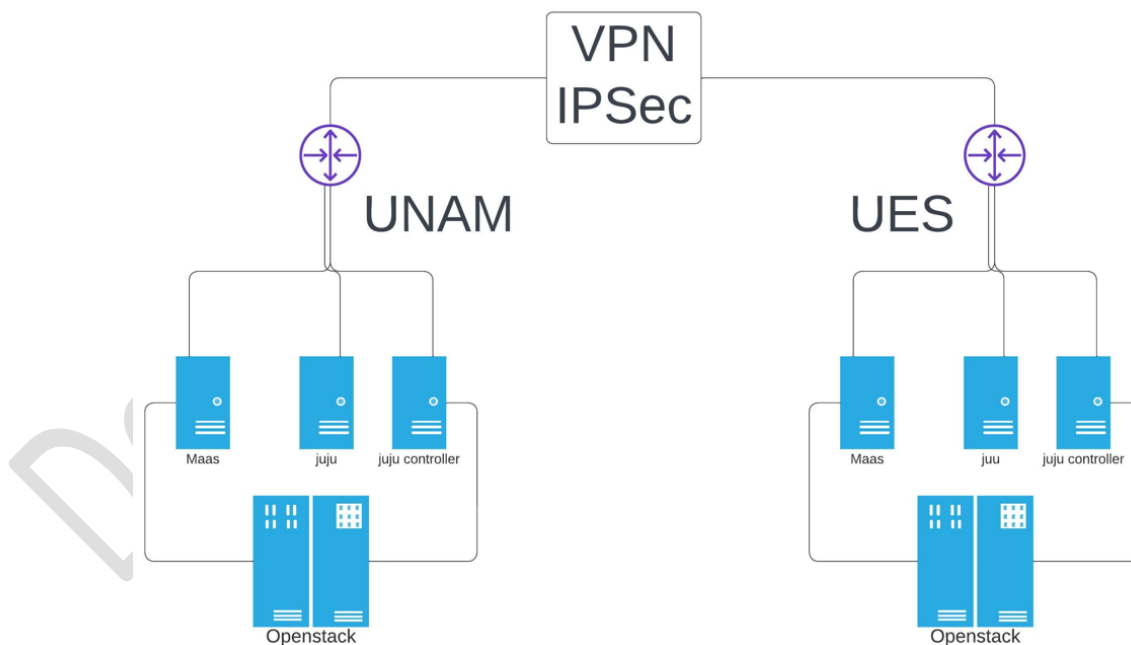 VPN
IPSec
UNAM
UES
Maas
juju
juju controller
Maas
juu
juju controller
Openstack
Openstack